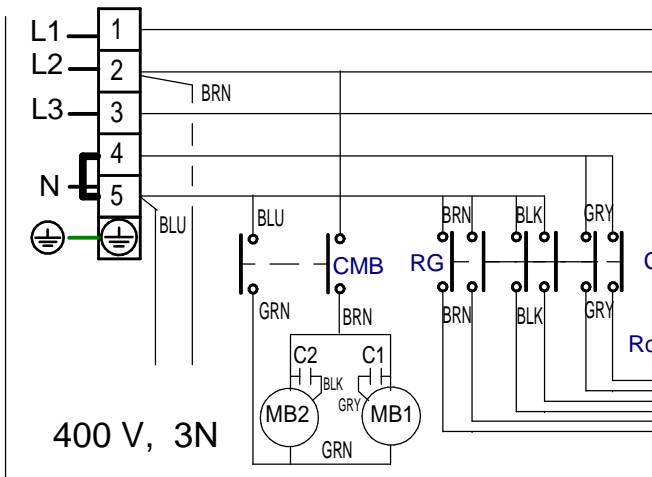 L1 1
L2 2
BRN
L3 3
4
N 5
BLU
BLU
BRN
BLK
GRY
CMB
RG
GRN
BRN
BRN
BLK
GRY
C2
C1
BLK
GRY
MB2
MB1
GRN
400 V, 3N